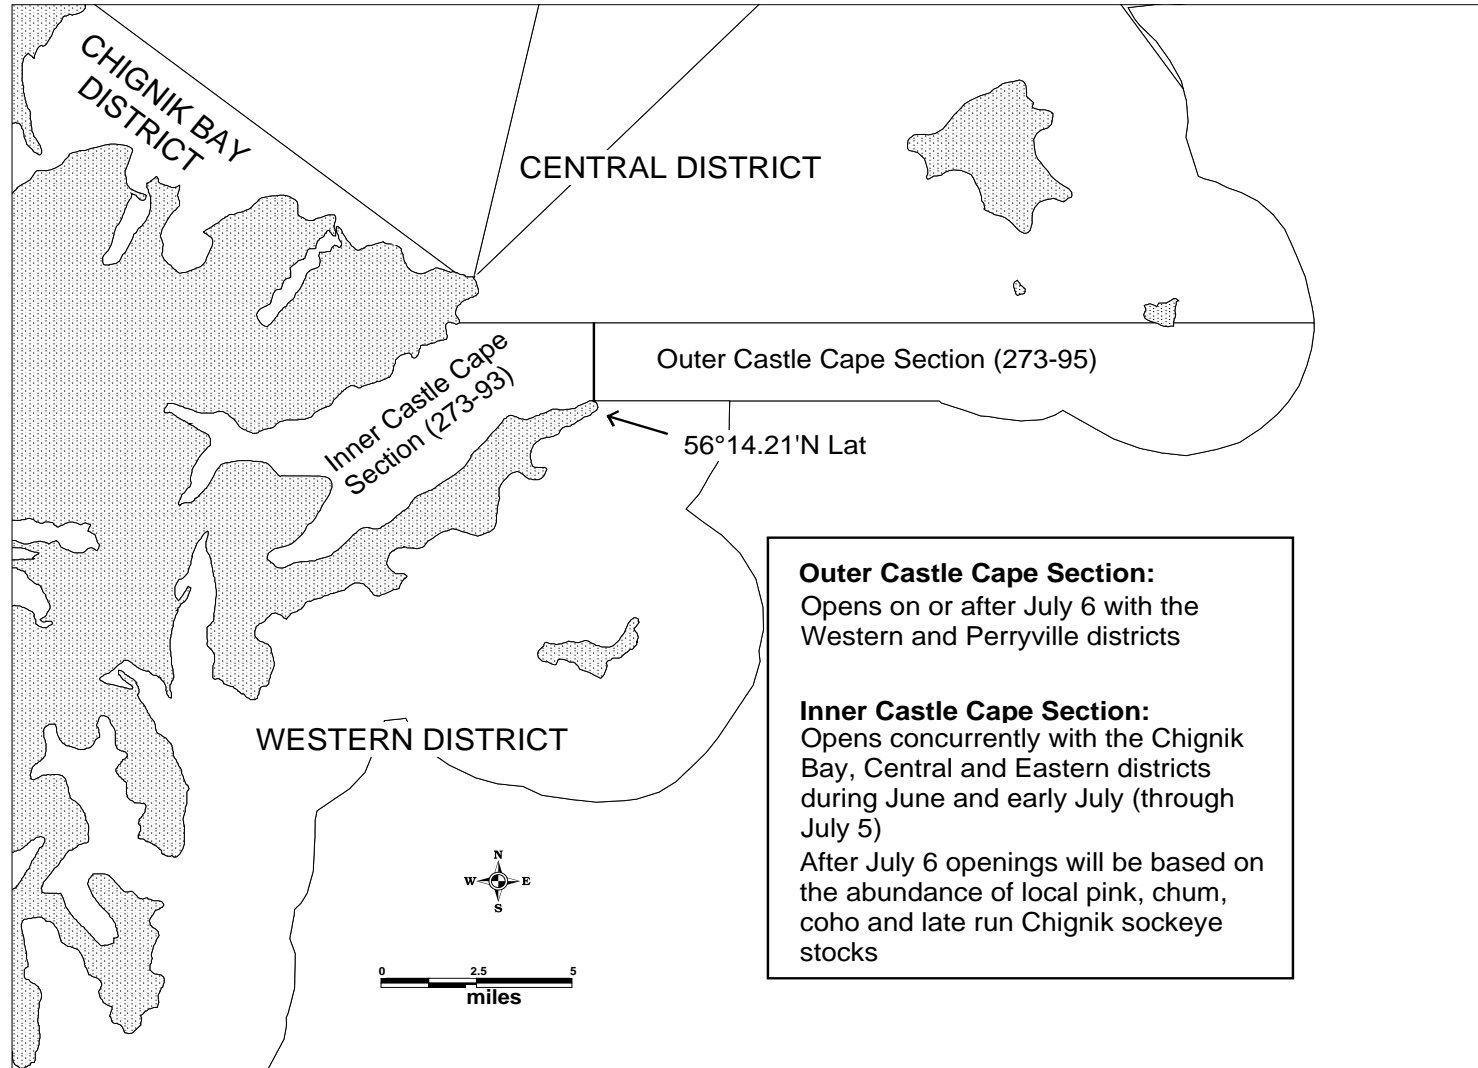 CHIGNIK BAY
DISTRICT
CENTRAL DISTRICT
Outer Castle Cape Section (273-95)
Inner Castle Cape
Section (273-93)
56°14.21'N Lat
WESTERN DISTRICT
Outer Castle Cape Section:
Opens on or after July 6 with the
Western and Perryville districts
Inner Castle Cape Section:
Opens concurrently with the Chignik
Bay, Central and Eastern districts
during June and early July (through
July 5)
After July 6 openings will be based on
the abundance of local pink, chum,
coho and late run Chignik sockeye
stocks
N
W E
S
0 2.5 5
miles